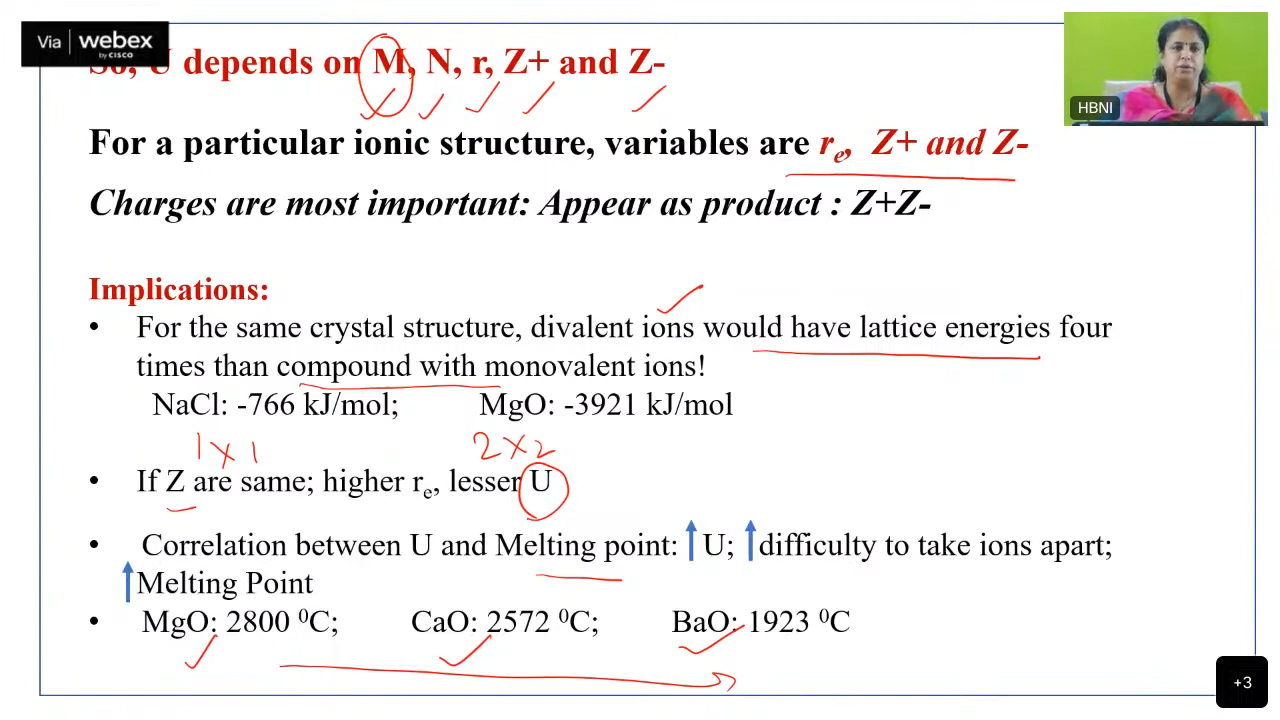 Via webex
by CISCO
So, U depends on M, N, r, Z+ and Z-
HBNI
For a particular ionic structure, variables are re, Z+ and Z-
Charges are most important: Appear as product : Z+Z-
Implications:
• For the same crystal structure, divalent ions would have lattice energies four
times than compound with monovalent ions!
NaCl: -766 kJ/mol; MgO: -3921 kJ/mol
1 x 1 2 x 2
• If Z are same; higher re, lesser U
• Correlation between U and Melting point: ↑U; ↑difficulty to take ions apart;
↑Melting Point
• MgO: 2800 ⁰C; CaO: 2572 ⁰C; BaO: 1923 ⁰C
+3